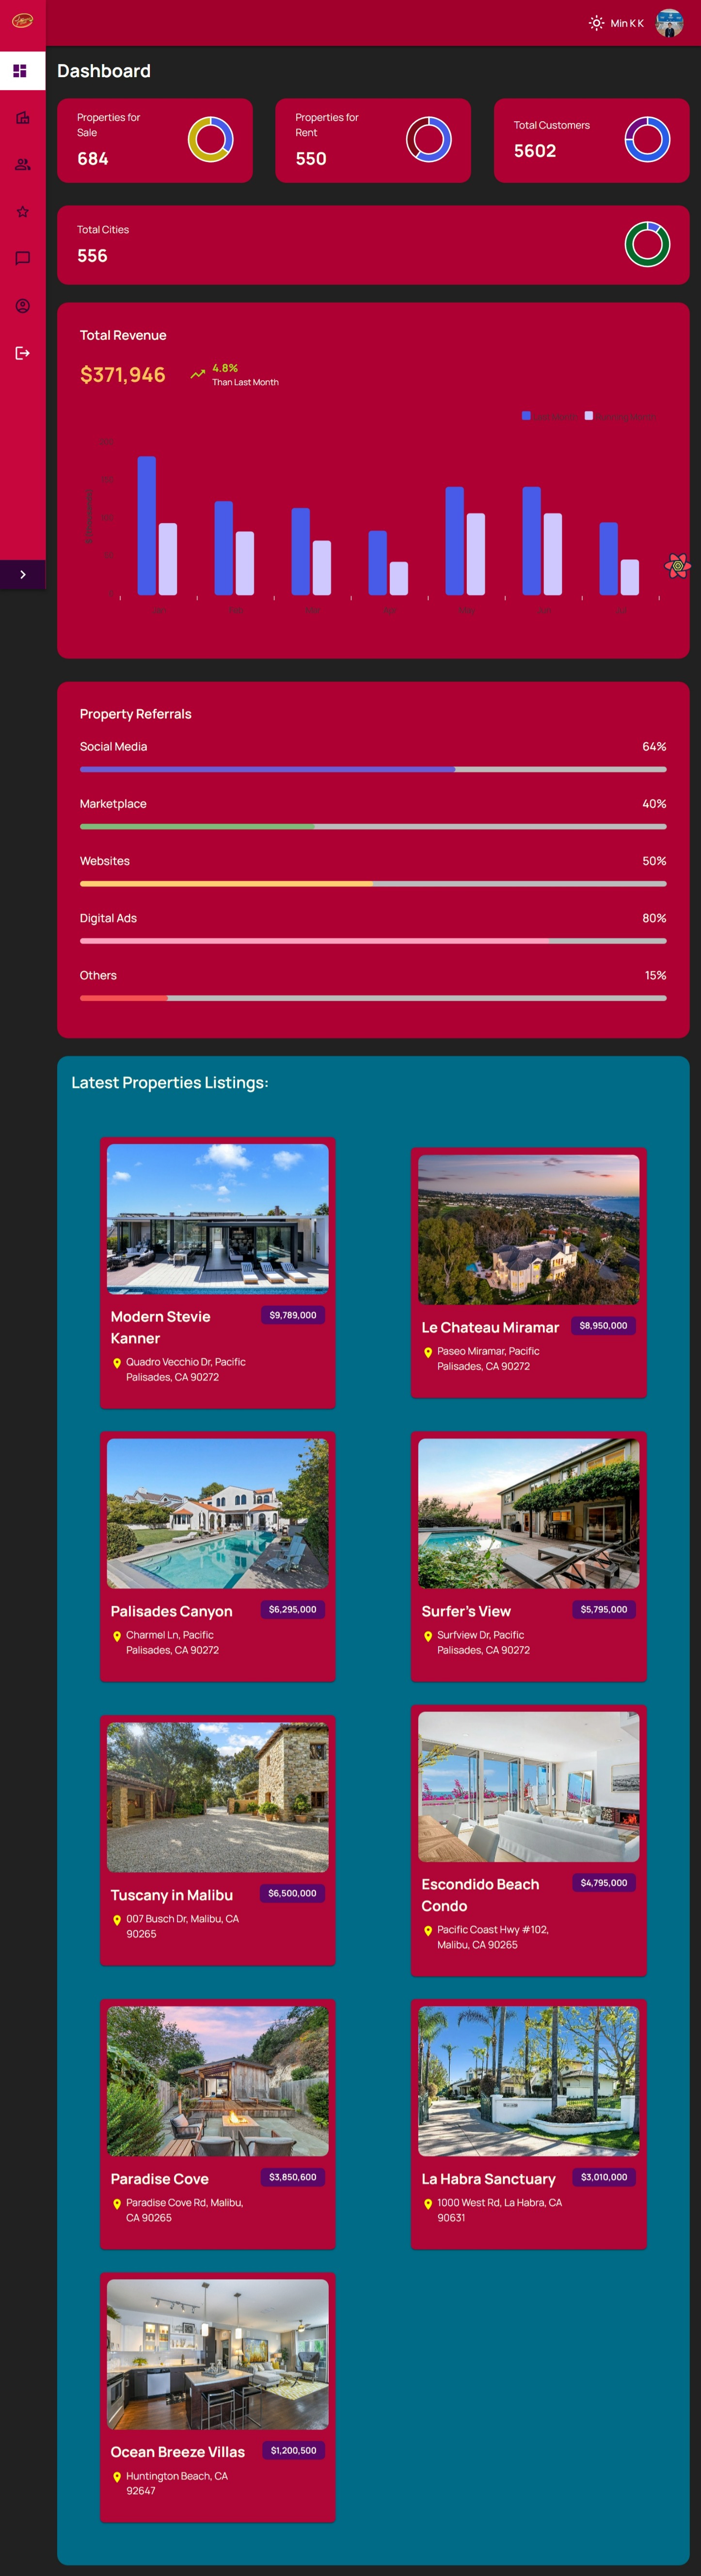 Min K K
Dashboard
Properties for
Sale
684
Properties for
Rent
550
Total Customers
5602
Total Cities
556
Total Revenue
$371,946
4.8%
Than Last Month
Property Referrals
Social Media
64%
Marketplace
40%
Websites
50%
Digital Ads
80%
Others
15%
Latest Properties Listings:
Modern Stevie
Kanner
$9,789,000
Quadro Vecchio Dr, Pacific
Palisades, CA 90272
Le Chateau Miramar
$8,950,000
Paseo Miramar, Pacific
Palisades, CA 90272
Palisades Canyon
$6,295,000
Charmel Ln, Pacific
Palisades, CA 90272
Surfer's View
$5,795,000
Surfview Dr, Pacific
Palisades, CA 90272
Tuscany in Malibu
$6,500,000
007 Busch Dr, Malibu, CA
90265
Escondido Beach
Condo
$4,795,000
Pacific Coast Hwy #102,
Malibu, CA 90265
Paradise Cove
$3,850,600
Paradise Cove Rd, Malibu,
CA 90265
La Habra Sanctuary
$3,010,000
1000 West Rd, La Habra, CA
90631
Ocean Breeze Villas
$1,200,500
Huntington Beach, CA
92647